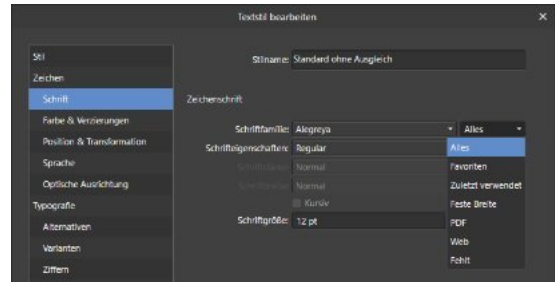 Textstil bearbeiten
Stil
Zeichen
Schrift
Farbe & Verzierungen
Position & Transformation
Sprache
Optische Ausrichtung
Typografie
Alternativen
Varianten
Ziffern
Stilname: Standard ohne Ausgleich
Zeichenschrift
Schriftfamilie: Alegreya Alles
Schrifteigenschaften: Regular
Normal
Normal
Kursiv
Schriftgröße: 12 pt
Alles
Favoriten
Zuletzt verwendet
Feste Breite
PDF
Web
Fehlt